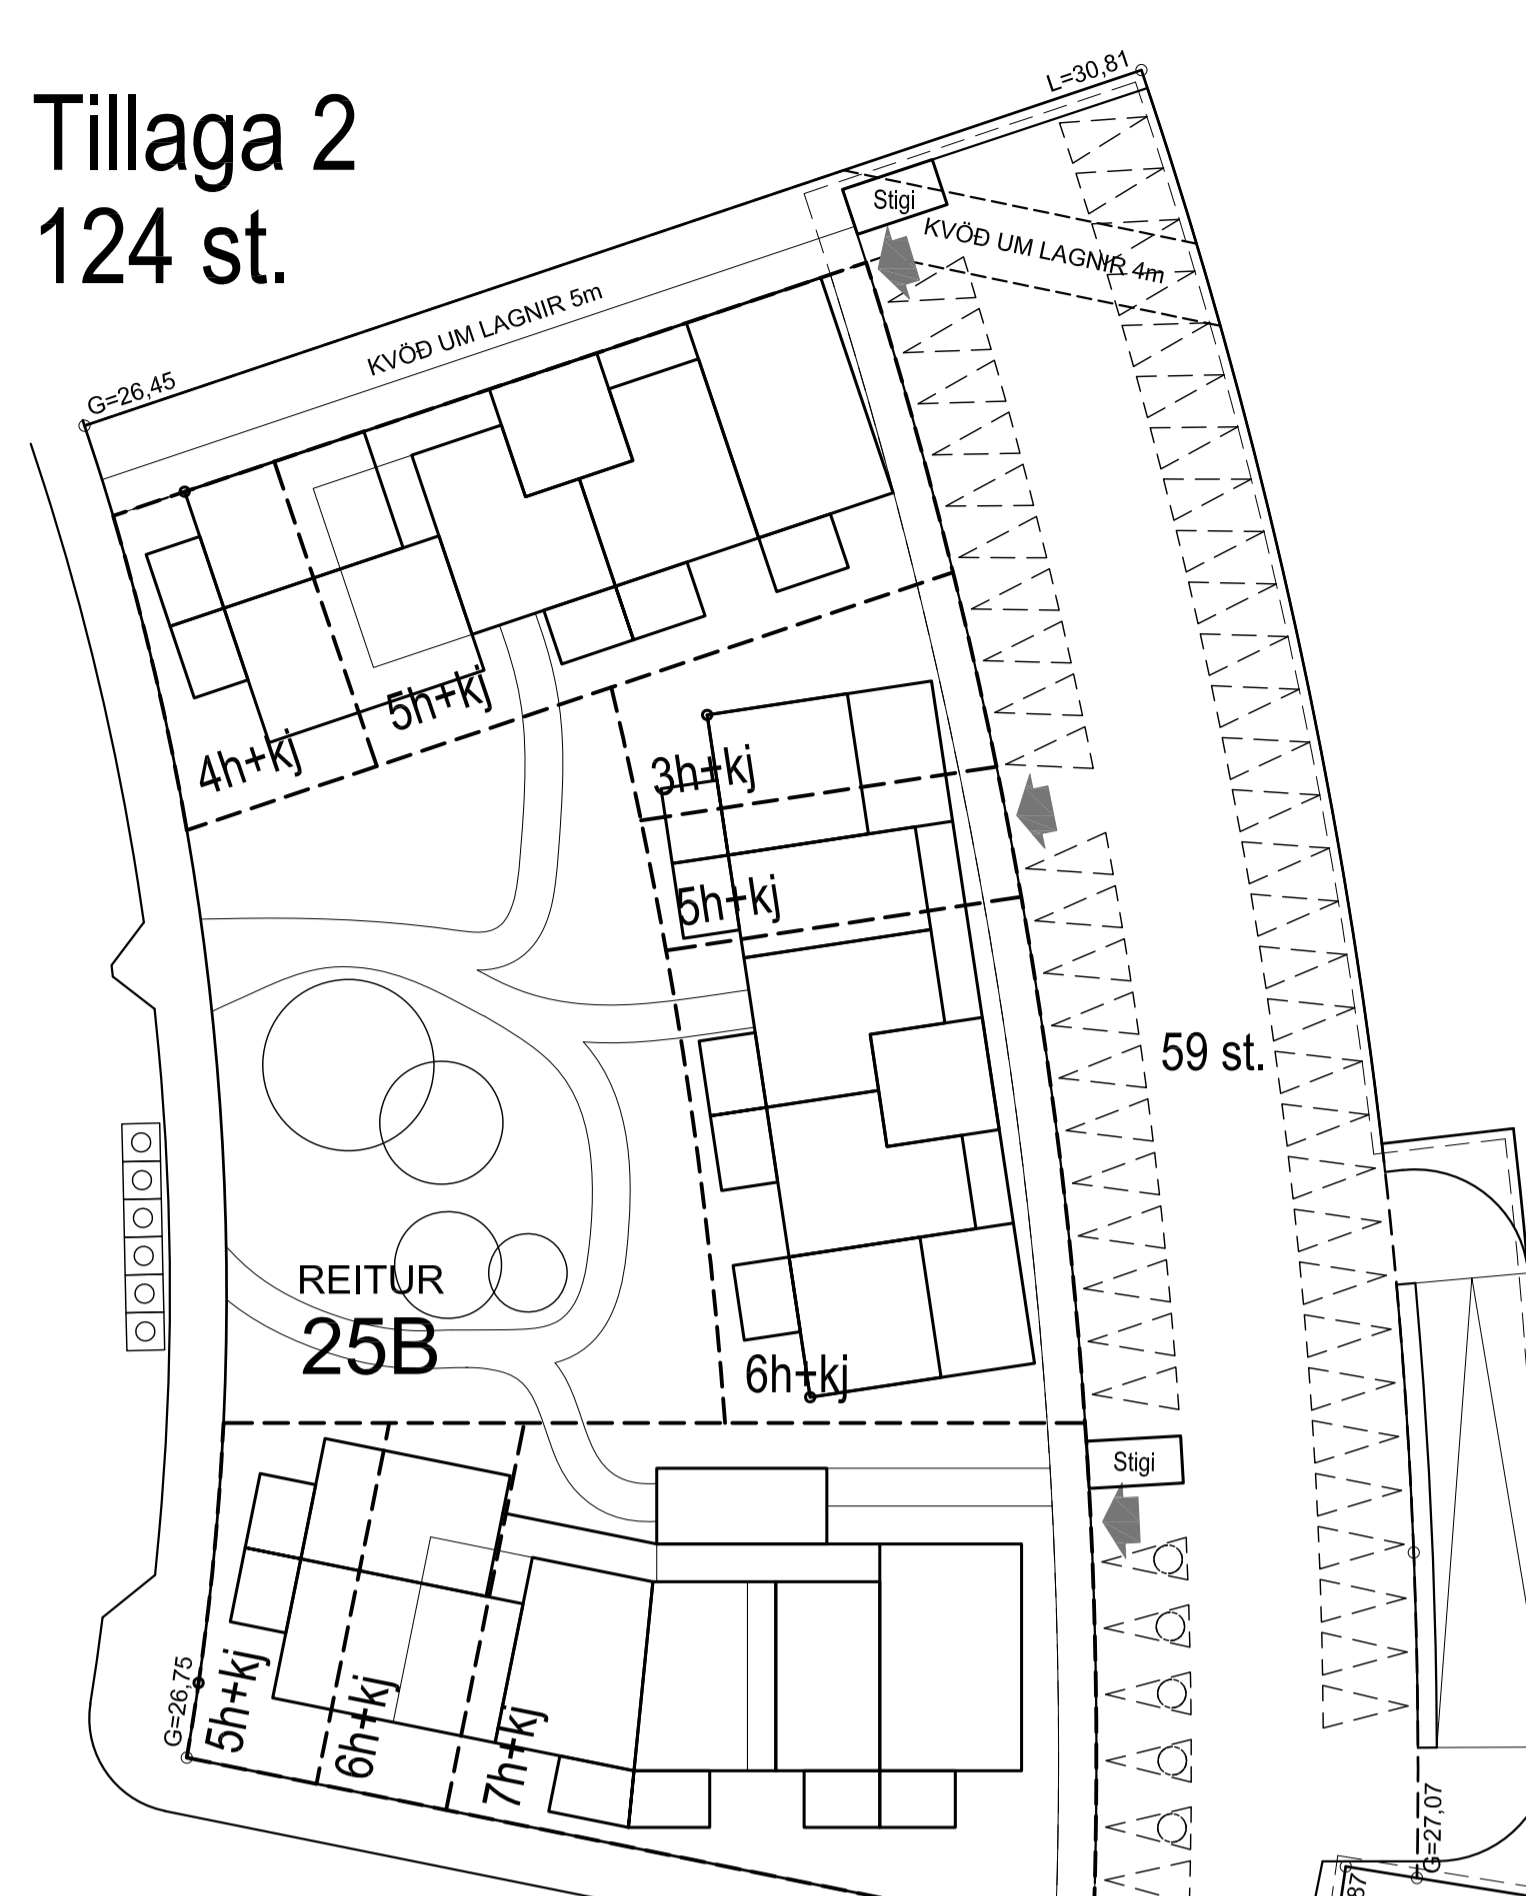 Tillaga 2
124 st.
L=30,81
Stigi
KVÖÐ UM LAGNIR 4m
KVÖÐ UM LAGNIR 5m
G=26,45
5h+kj
4h+kj
3h+kj
5h+kj
59 st.
REITUR
25B
6h+kj
Stigi
G=26,75
5h+kj
6h+kj
7h+kj
G=27,07
87